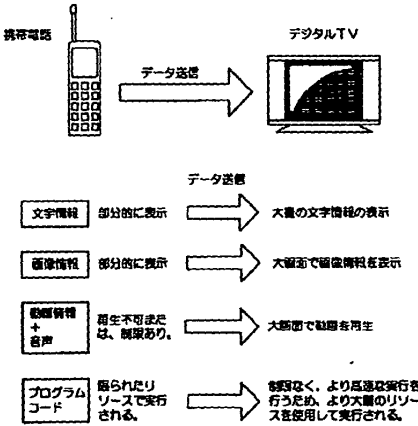 携帯電話
デジタルTV
データ送信
データ送信
文字情報
部分的に表示
大量の文字情報の表示
画像情報
部分的に表示
大画面で画像情報を表示
動画情報
+
音声
再生不可または、制限あり。
大画面で動画を再生
プログラム
コード
限られたリ
ソースで実行
される。
制限なく、より高速な実行を
行うため、より大量のリソー
スを使用して実行される。